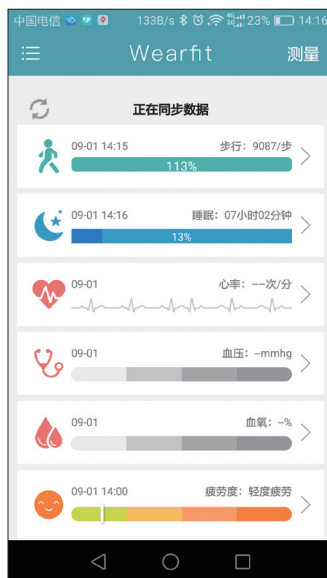 中国电信 133B/s 4G 2G 23% 14:16
Wearfit 测量
正在同步数据
09-01 14:15 步行：9087/步
113%
09-01 14:16 睡眠：07小时02分钟
13%
09-01 心率：--次/分
09-01 血压：--mmhg
09-01 血氧：--%
09-01 14:00 疲劳度：轻度疲劳